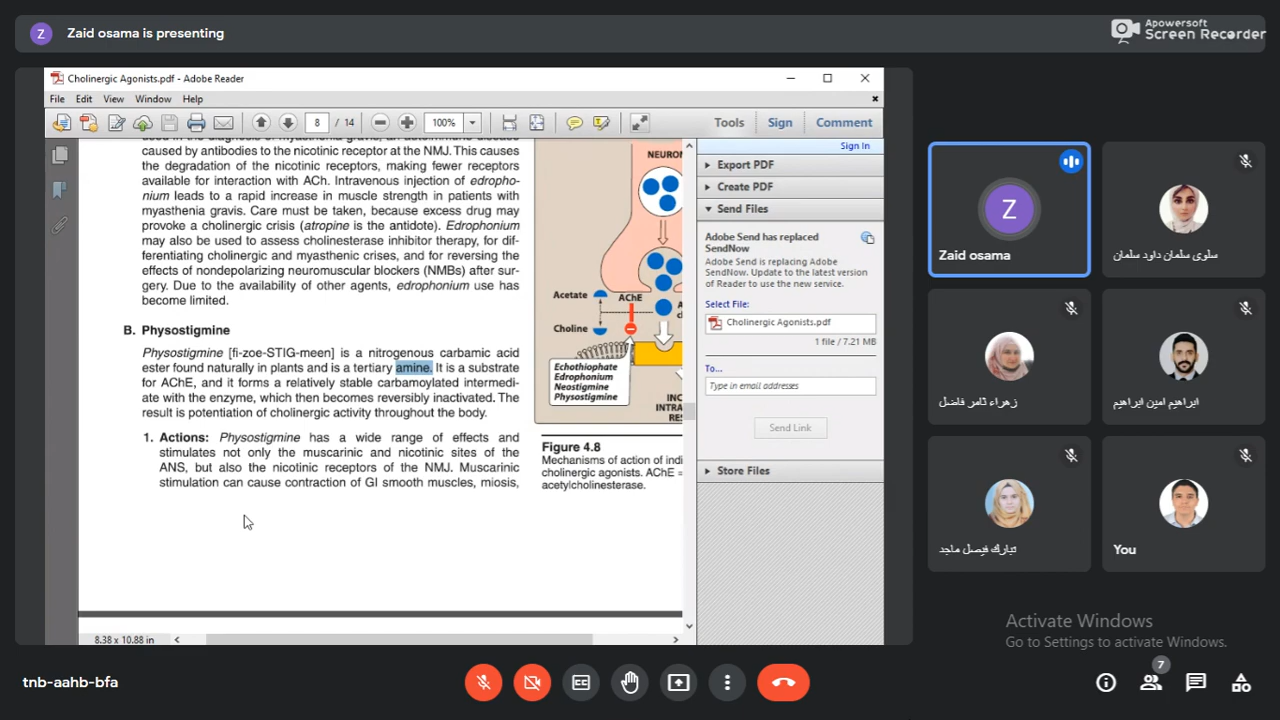 Zaid osama is presenting
Apowersoft
Screen Recorder
Cholinergic Agonists.pdf - Adobe Reader
File Edit View Window Help
8 / 14 100% Tools Sign Comment
caused by antibodies to the nicotinic receptor at the NMJ. This causes
the degradation of the nicotinic receptors, making fewer receptors
available for interaction with ACh. Intravenous injection of edropho-
nium leads to a rapid increase in muscle strength in patients with
myasthenia gravis. Care must be taken, because excess drug may
provoke a cholinergic crisis (atropine is the antidote). Edrophonium
may also be used to assess cholinesterase inhibitor therapy, for dif-
ferentiating cholinergic and myasthenic crises, and for reversing the
effects of nondepolarizing neuromuscular blockers (NMBs) after sur-
gery. Due to the availability of other agents, edrophonium use has
become limited.
B. Physostigmine
Physostigmine [fi-zoe-STIG-meen] is a nitrogenous carbamic acid
ester found naturally in plants and is a tertiary amine. It is a substrate
for AChE, and it forms a relatively stable carbamoylated intermedi-
ate with the enzyme, which then becomes reversibly inactivated. The
result is potentiation of cholinergic activity throughout the body.
1. Actions: Physostigmine has a wide range of effects and
stimulates not only the muscarinic and nicotinic sites of the
ANS, but also the nicotinic receptors of the NMJ. Muscarinic
stimulation can cause contraction of GI smooth muscles, miosis,
8.38 x 10.88 in
NEURON
Acetate
AChE
Choline
Echothiophate
Edrophonium
Neostigmine
Physostigmine
Figure 4.8
Mechanisms of action of indi
cholinergic agonists. AChE =
acetylcholinesterase.
Sign In
Export PDF
Create PDF
Send Files
Adobe Send has replaced
SendNow
Adobe Send is replacing Adobe
SendNow. Update to the latest version
of Reader to use the new service.
Select File:
Cholinergic Agonists.pdf
1 file / 7.21 MB
To...
Type in email addresses
Send Link
Store Files
Z
Zaid osama
سلوى سلمان داود سلمان
زهراء ثامر فاضل
ابراهيم امين ابراهيم
تبارك فيصل ماجد
You
Activate Windows
Go to Settings to activate Windows.
tnb-aahb-bfa
7